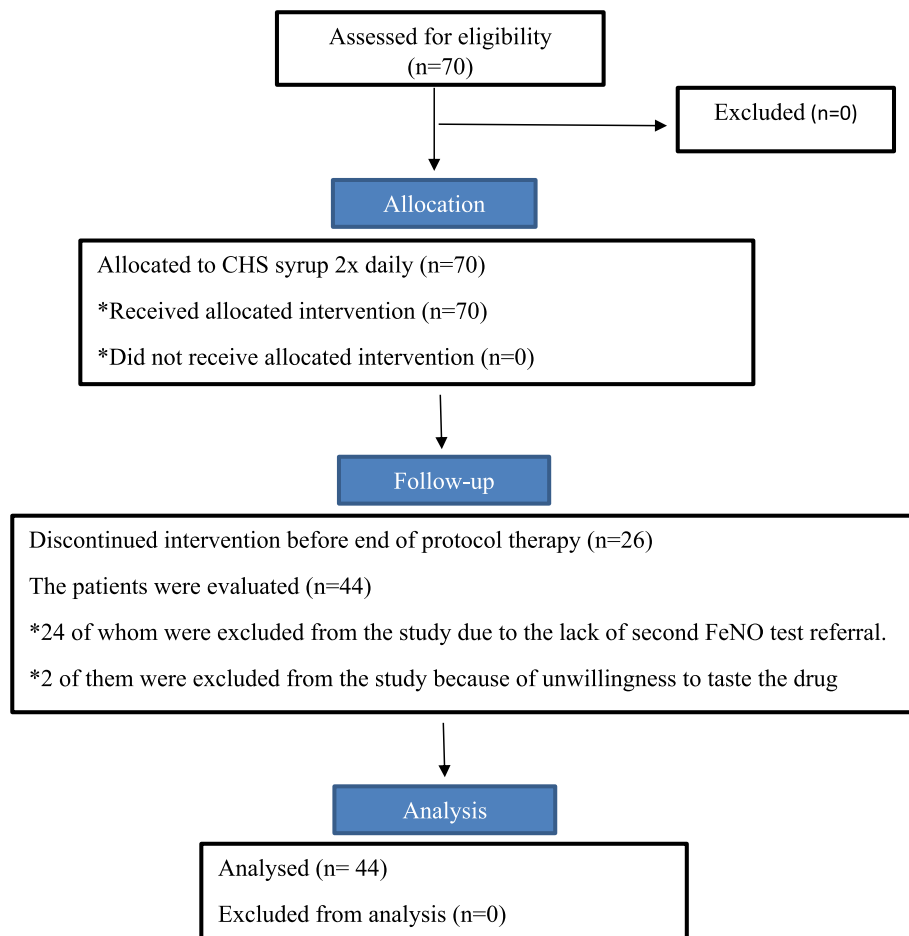 Assessed for eligibility
(n=70)
Excluded (n=0)
Allocation
Allocated to CHS syrup 2x daily (n=70)
*Received allocated intervention (n=70)
*Did not receive allocated intervention (n=0)
Follow-up
Discontinued intervention before end of protocol therapy (n=26)
The patients were evaluated (n=44)
*24 of whom were excluded from the study due to the lack of second FeNO test referral.
*2 of them were excluded from the study because of unwillingness to taste the drug
Analysis
Analysed (n= 44)
Excluded from analysis (n=0)